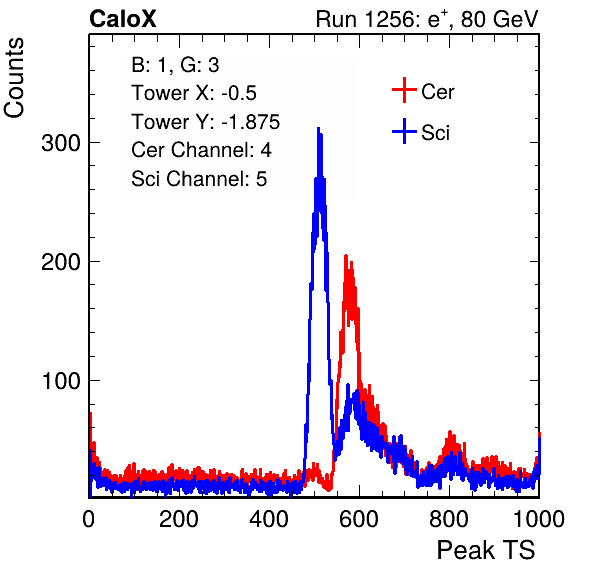 CaloX Run 1256: e⁺, 80 GeV
Counts
B: 1, G: 3
Tower X: -0.5
Tower Y: -1.875
Cer Channel: 4
Sci Channel: 5
Cer
Sci
300
200
100
0 200 400 600 800 1000
Peak TS